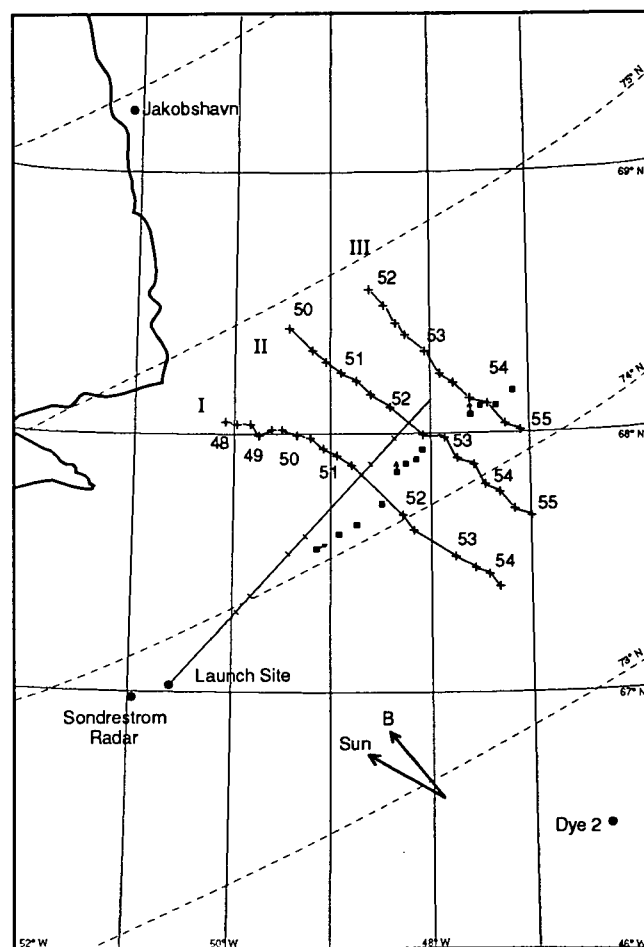 75° N
Jakobshavn
69° N
III
52
50
53
II
51
54
74° N
I
52
55
48
49
50
53
68° N
51
54
52
55
53
54
Launch Site
67° N
73° N
Sondrestrom
Radar
B
Sun
Dye 2
52° W
50° W
48° W
46° W